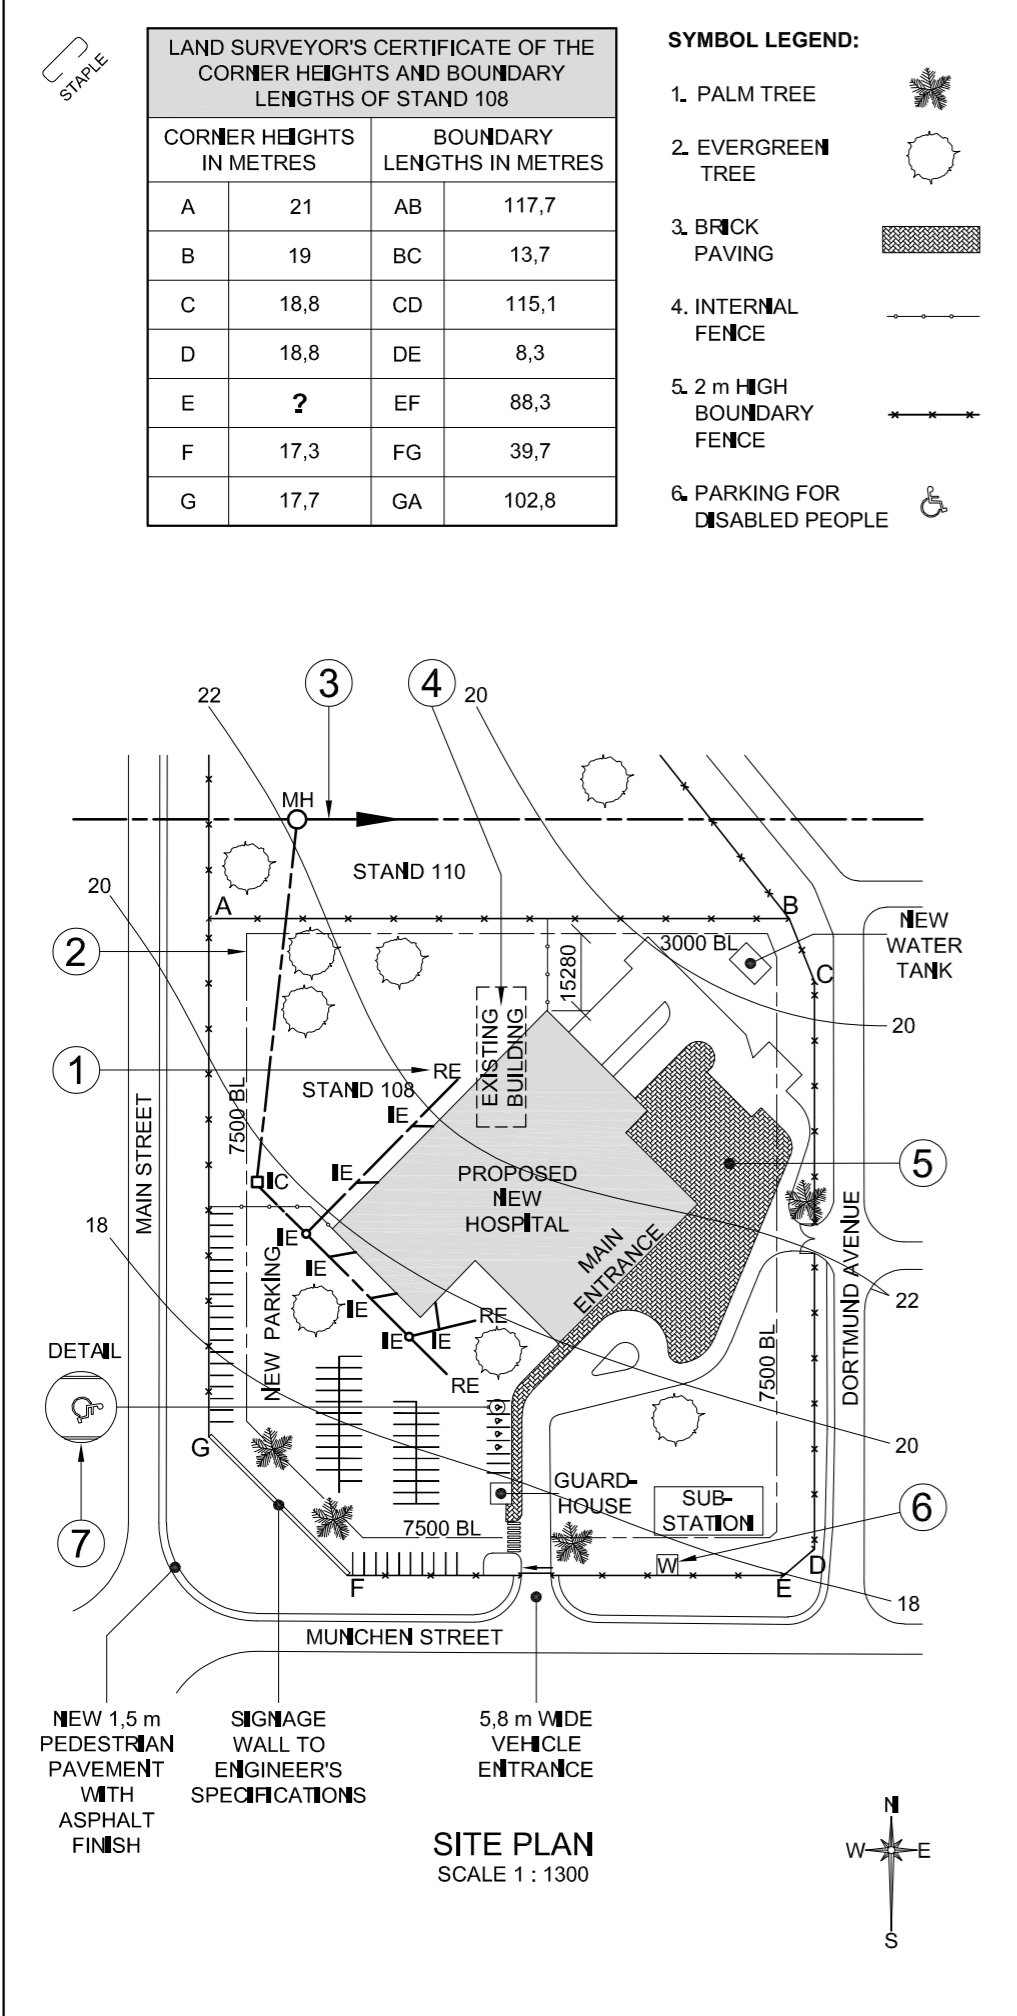 STAPLE
LAND SURVEYOR'S CERTIFICATE OF THE
CORNER HEIGHTS AND BOUNDARY
LENGTHS OF STAND 108
CORNER HEIGHTS
IN METRES
BOUNDARY
LENGTHS IN METRES
A 21 AB 117,7
B 19 BC 13,7
C 18,8 CD 115,1
D 18,8 DE 8,3
E ? EF 88,3
F 17,3 FG 39,7
G 17,7 GA 102,8
SYMBOL LEGEND:
1. PALM TREE
2. EVERGREEN
TREE
3. BRICK
PAVING
4. INTERNAL
FENCE
5. 2 m HIGH
BOUNDARY
FENCE
6. PARKING FOR
DISABLED PEOPLE
3
4
20
22
MH
STAND 110
20
A
B
NEW
WATER
TANK
2
3000 BL
C
15280
20
EXISTING
BUILDING
1
RE
STAND 108
IE
7500 BL
MAIN STREET
5
IE
PROPOSED
NEW
HOSPITAL
IC
18
IE
MAIN
ENTRANCE
IE
NEW PARKING
22
DORTMUND AVENUE
IE
RE
IE
IE
DETAIL
7500 BL
RE
G
20
GUARD-
HOUSE
SUB-
STATION
6
7
7500 BL
W
D
F
E
18
MUNCHEN STREET
NEW 1,5 m
PEDESTRIAN
PAVEMENT
WITH
ASPHALT
FINISH
SIGNAGE
WALL TO
ENGINEER'S
SPECIFICATIONS
5,8 m WIDE
VEHICLE
ENTRANCE
SITE PLAN
SCALE 1 : 1300
N
W E
S